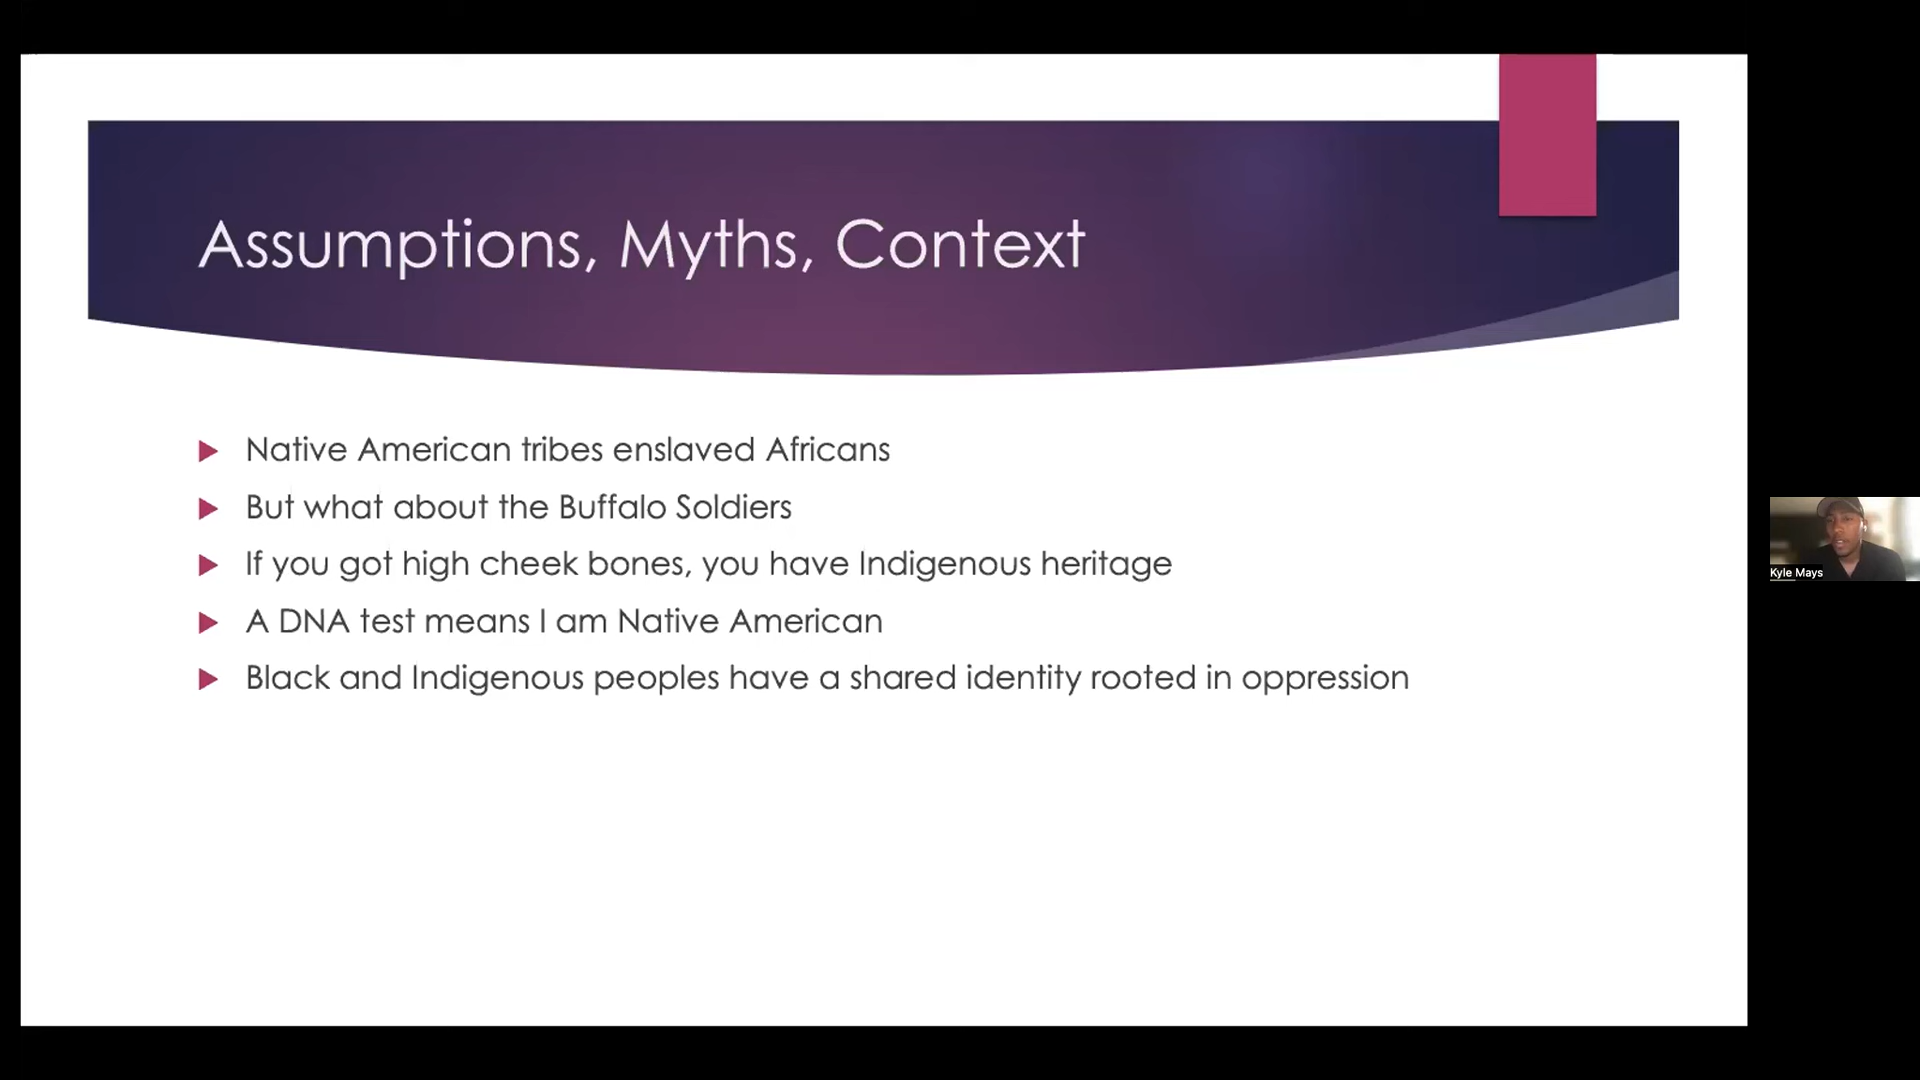 Assumptions, Myths, Context
Native American tribes enslaved Africans
But what about the Buffalo Soldiers
If you got high cheek bones, you have Indigenous heritage
A DNA test means I am Native American
Black and Indigenous peoples have a shared identity rooted in oppression
Kyle Mays